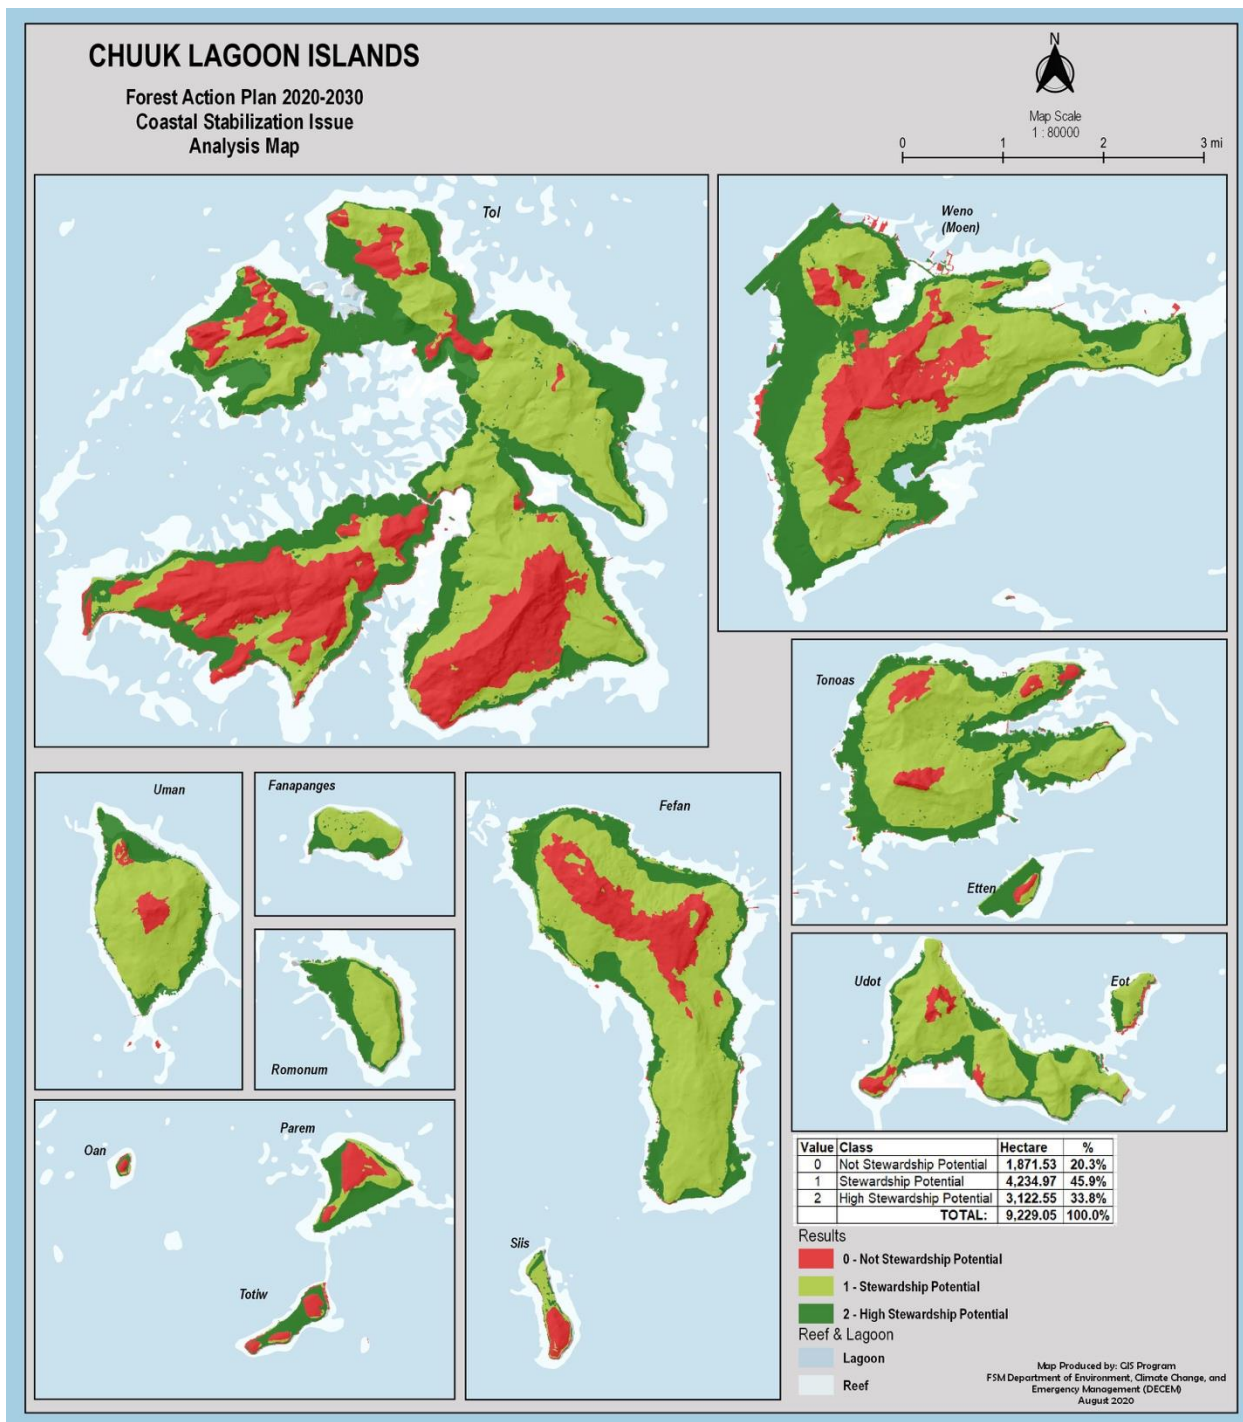 CHUUK LAGOON ISLANDS
Forest Action Plan 2020-2030
Coastal Stabilization Issue
Analysis Map
N
Map Scale
1 : 80000
0 1 2 3 mi
Tol
Weno
(Moen)
Tonoas
Etten
Uman
Fanapanges
Fefan
Romonum
Udot
Eot
Oan
Parem
Totiw
Siis
Value Class Hectare %
0 Not Stewardship Potential 1,871.53 20.3%
1 Stewardship Potential 4,234.97 45.9%
2 High Stewardship Potential 3,122.55 33.8%
TOTAL: 9,229.05 100.0%
Results
0 - Not Stewardship Potential
1 - Stewardship Potential
2 - High Stewardship Potential
Reef & Lagoon
Lagoon
Reef
Map Produced by: GIS Program
FSM Department of Environment, Climate Change, and
Emergency Management (DECEM)
August 2020